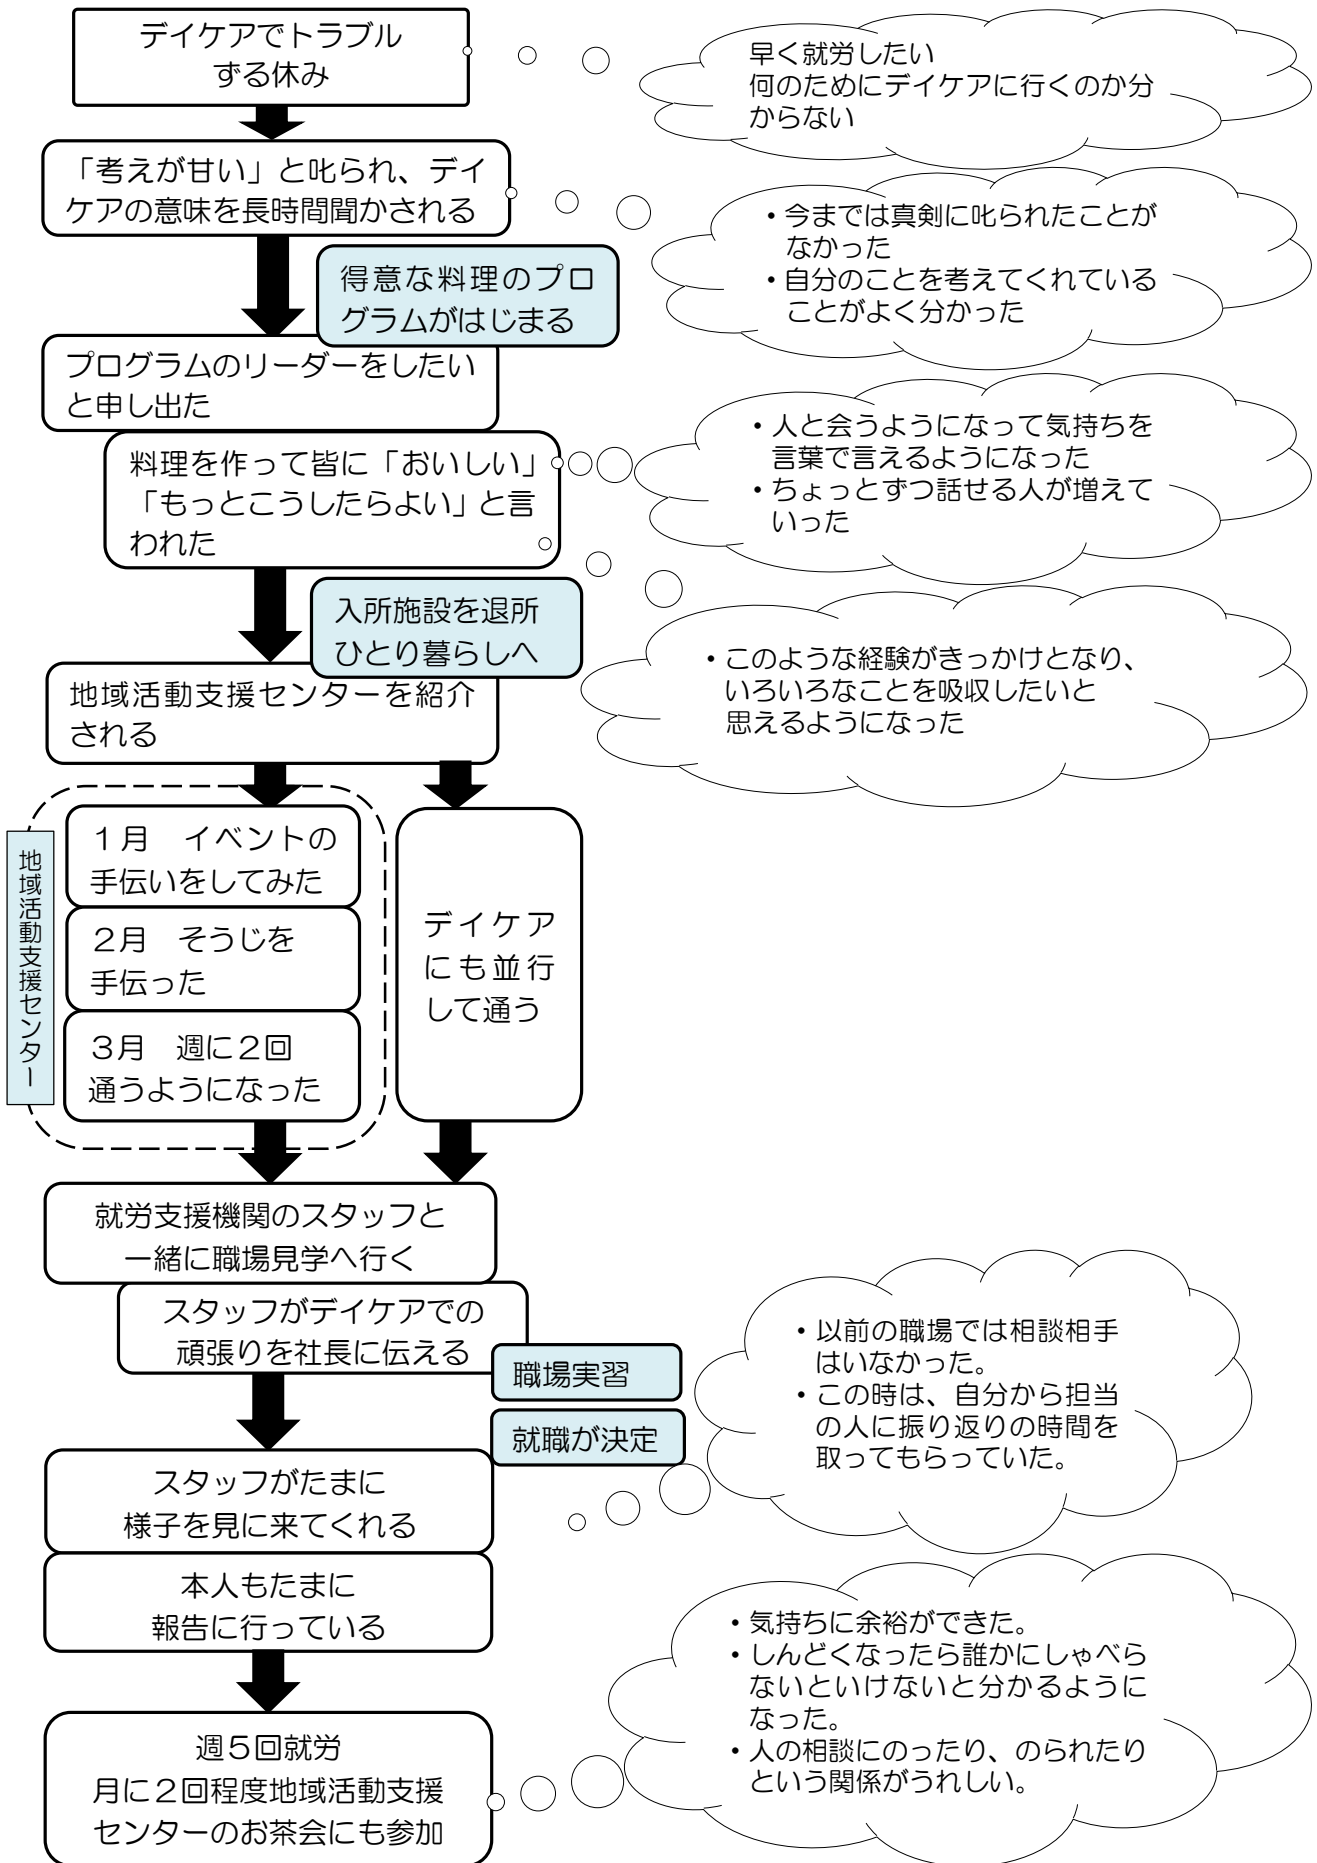 デイケアでトラブル
ずる休み
早く就労したい
何のためにデイケアに行くのか分
からない
「考えが甘い」と叱られ、デイ
ケアの意味を長時間聞かされる
・今までは真剣に叱られたことが
なかった
・自分のことを考えてくれている
ことがよく分かった
得意な料理のプロ
グラムがはじまる
プログラムのリーダーをしたい
と申し出た
料理を作って皆に「おいしい」
「もっとこうしたらよい」と言
われた
・人と会うようになって気持ちを
言葉で言えるようになった
・ちょっとずつ話せる人が増えて
いった
・このような経験がきっかけとなり、
いろいろなことを吸収したいと
思えるようになった
入所施設を退所
ひとり暮らしへ
地域活動支援センターを紹介
される
地域活動支援センター
１月　イベントの
手伝いをしてみた
２月　そうじを
手伝った
３月　週に２回
通うようになった
デイケア
にも並行
して通う
就労支援機関のスタッフと
一緒に職場見学へ行く
スタッフがデイケアでの
頑張りを社長に伝える
職場実習
就職が決定
・以前の職場では相談相手
はいなかった。
・この時は、自分から担当
の人に振り返りの時間を
取ってもらっていた。
スタッフがたまに
様子を見に来てくれる
本人もたまに
報告に行っている
・気持ちに余裕ができた。
・しんどくなったら誰かにしゃべら
ないといけないと分かるように
なった。
・人の相談にのったり、のられたり
という関係がうれしい。
週５回就労
月に２回程度地域活動支援
センターのお茶会にも参加